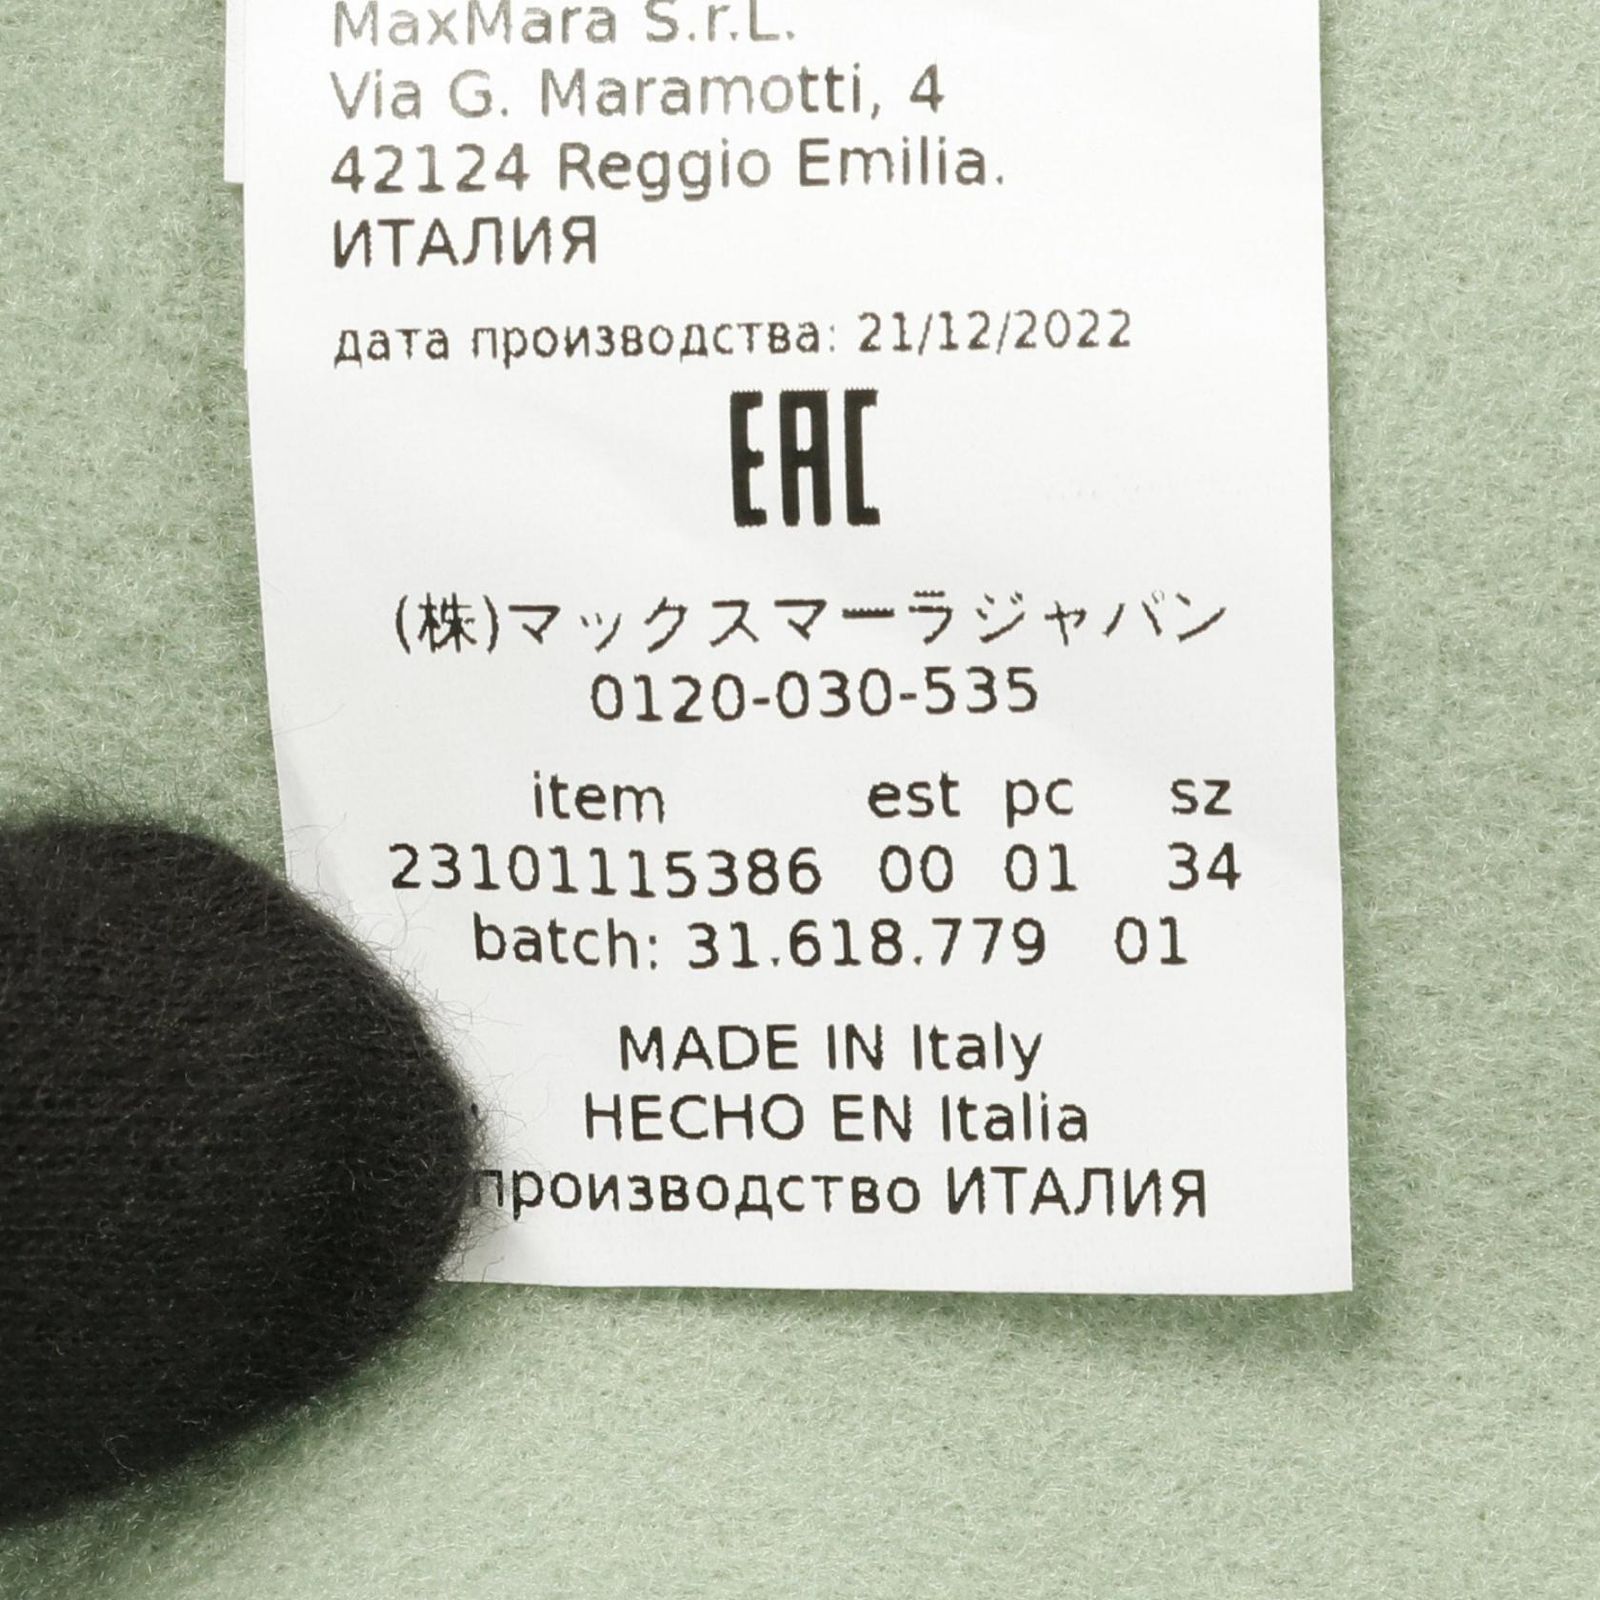 MaxMara S.r.L.
Via G. Maramotti, 4
42124 Reggio Emilia.
ИТАЛИЯ
дата производства: 21/12/2022
EAC
(株)マックスマーラジャパン
0120-030-535
item est pc sz
23101115386 00 01 34
batch: 31.618.779 01
MADE IN Italy
HECHO EN Italia
производство ИТАЛИЯ